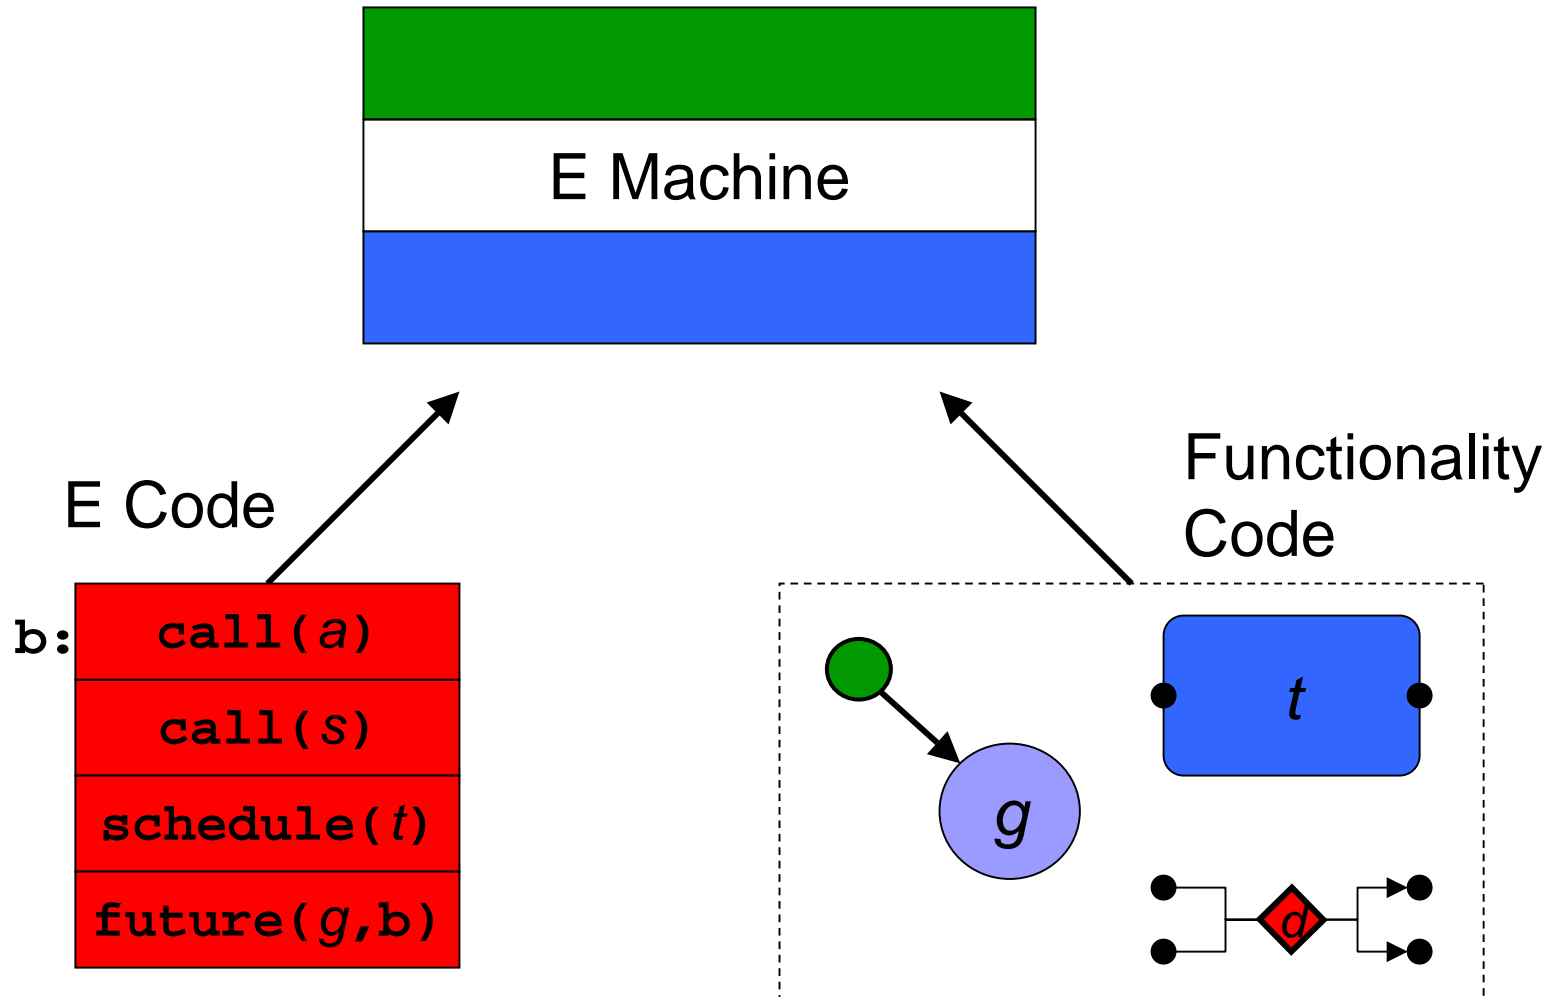 E Machine
E Code
Functionality
Code
b:
call(a)
call(s)
schedule(t)
future(g,b)
t
g
d